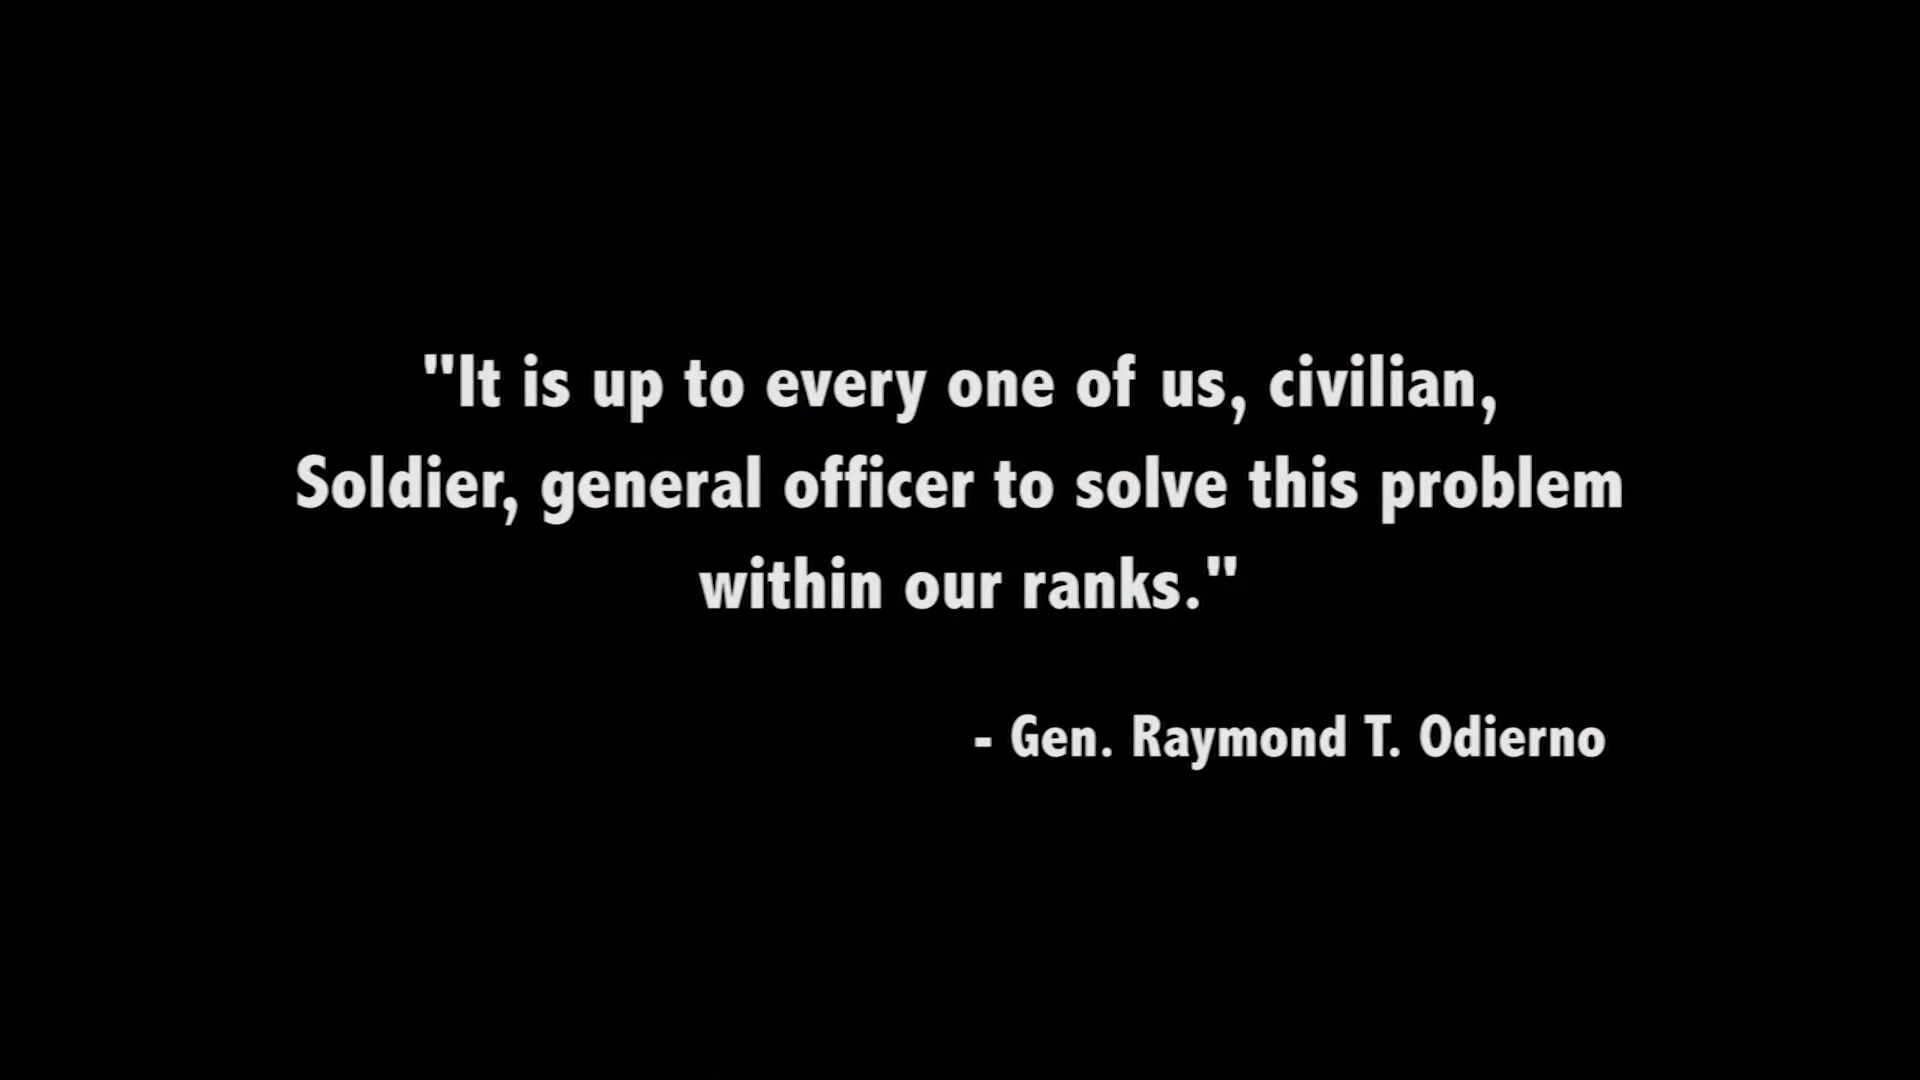 "It is up to every one of us, civilian,
Soldier, general officer to solve this problem
within our ranks."
- Gen. Raymond T. Odierno